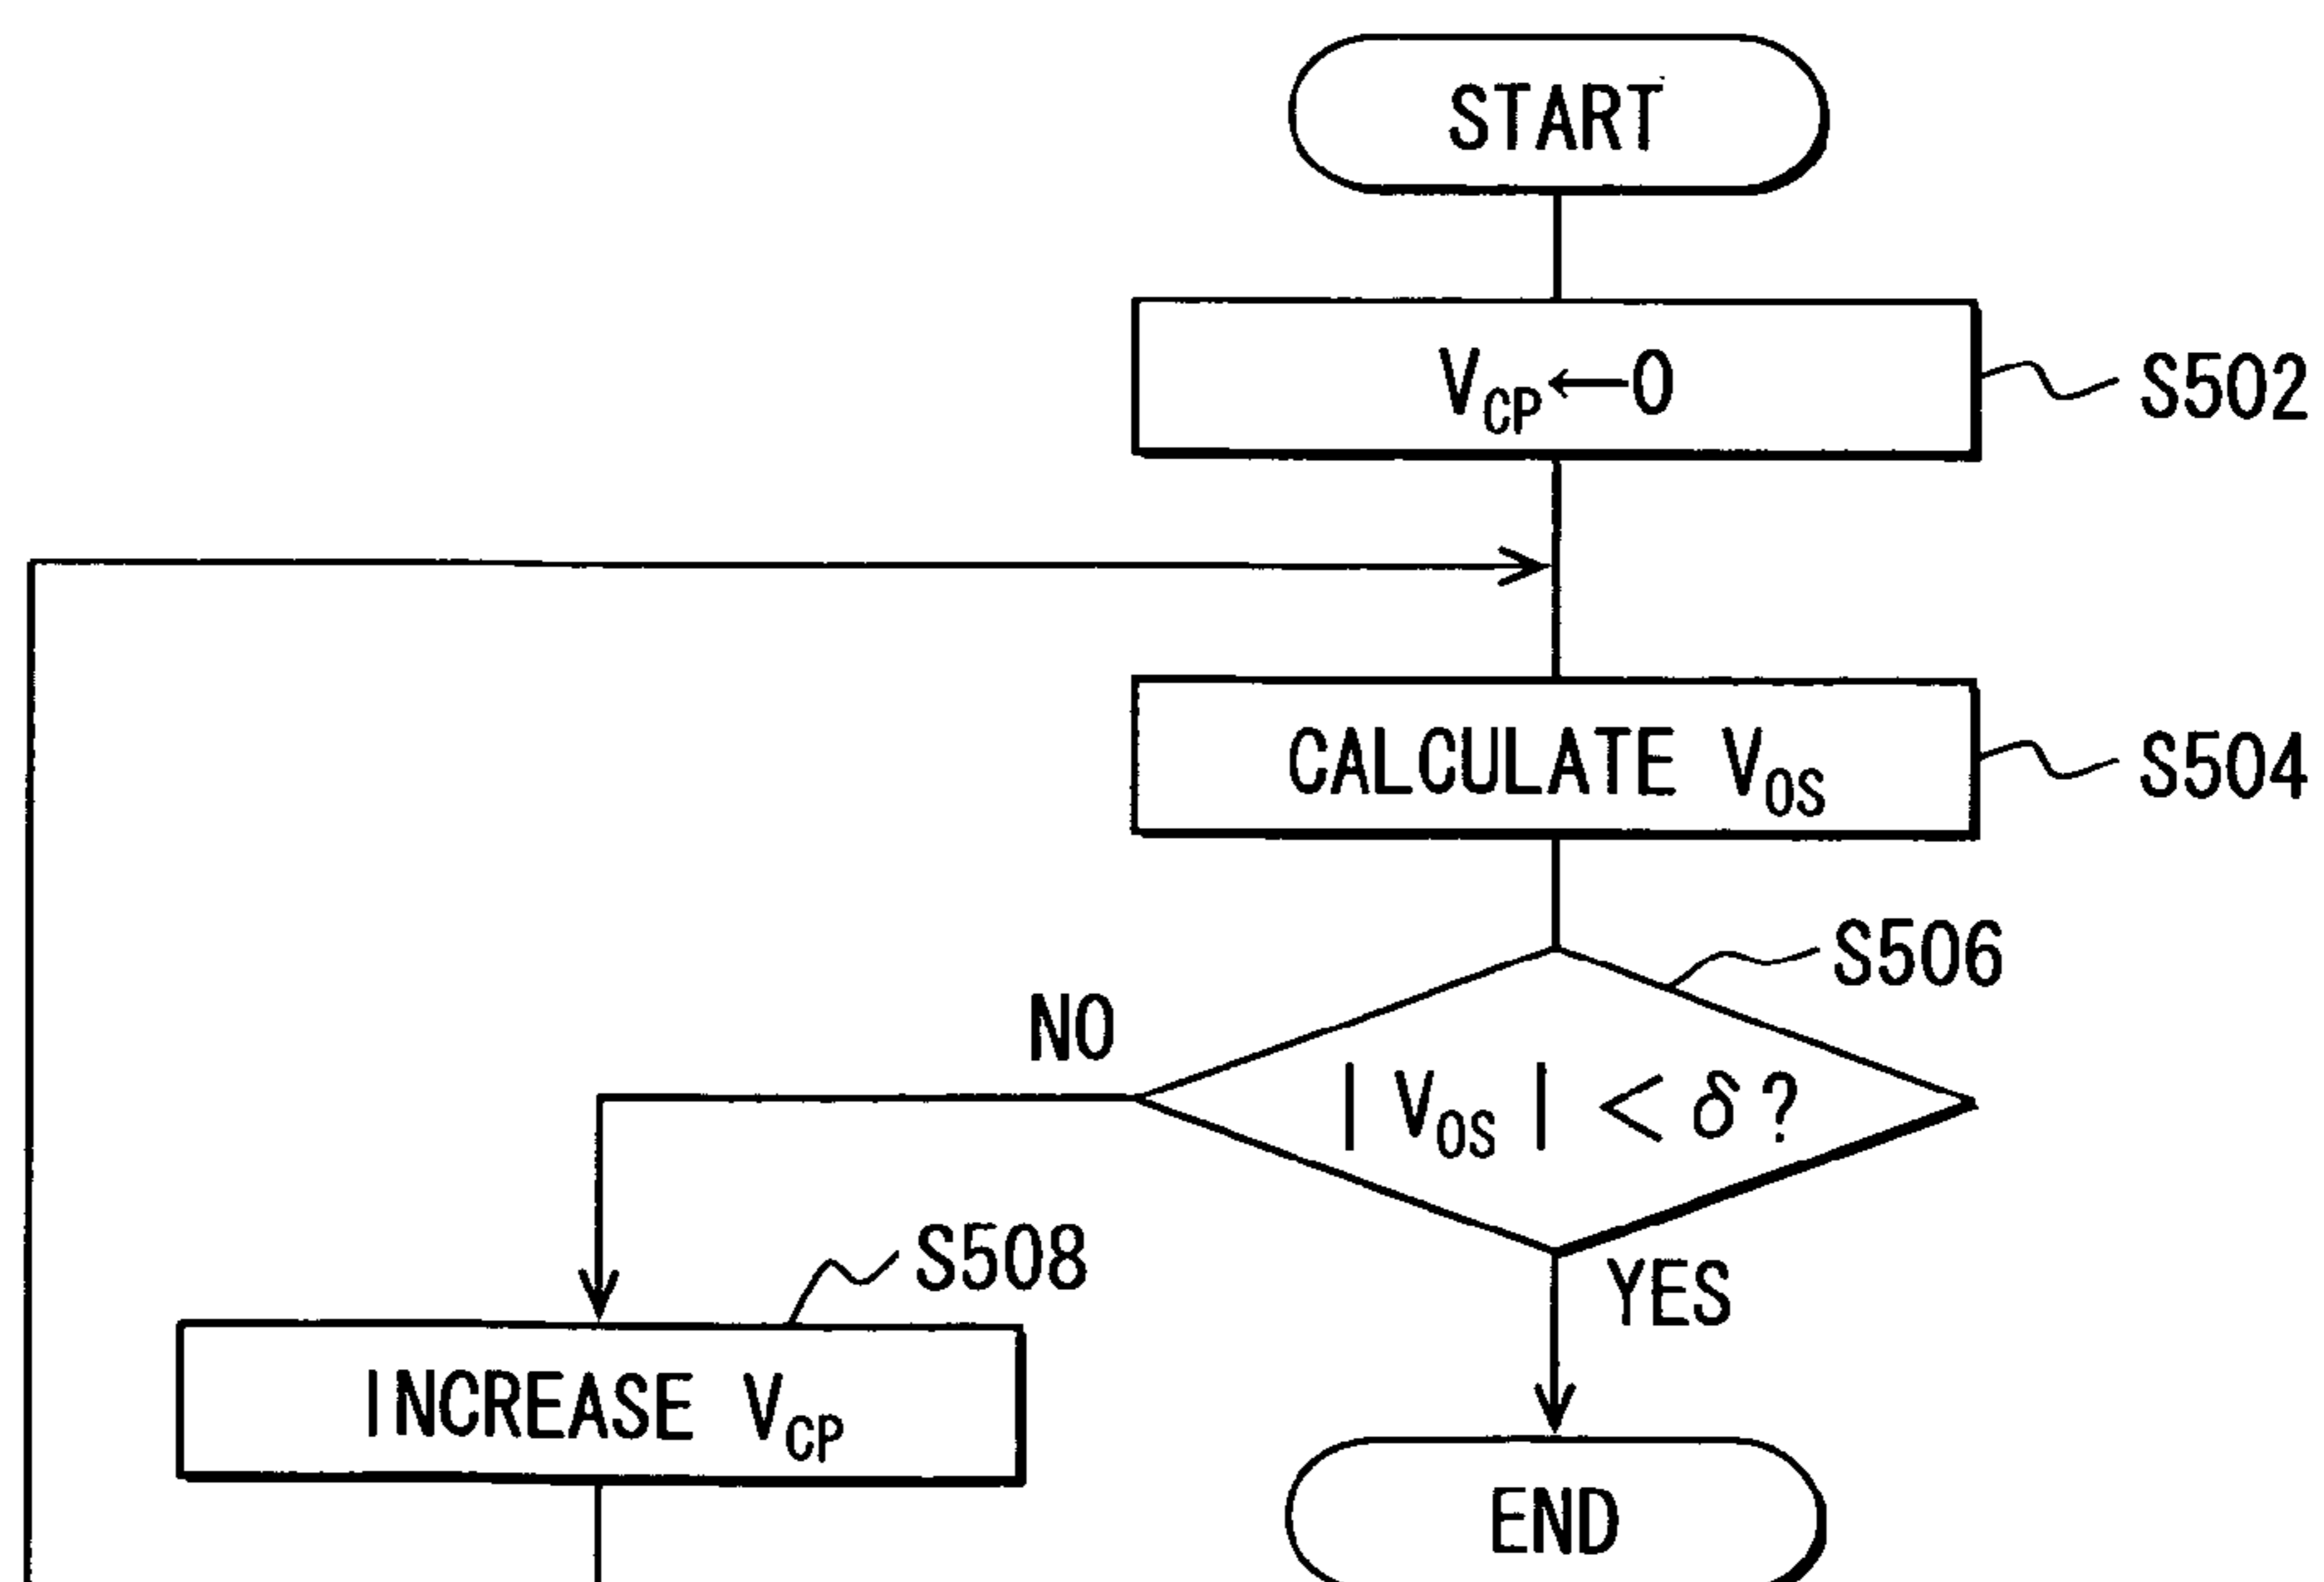 START
V_CP←0
S502
CALCULATE V_OS
S504
S506
NO
| V_OS | < δ?
S508
YES
INCREASE V_CP
END